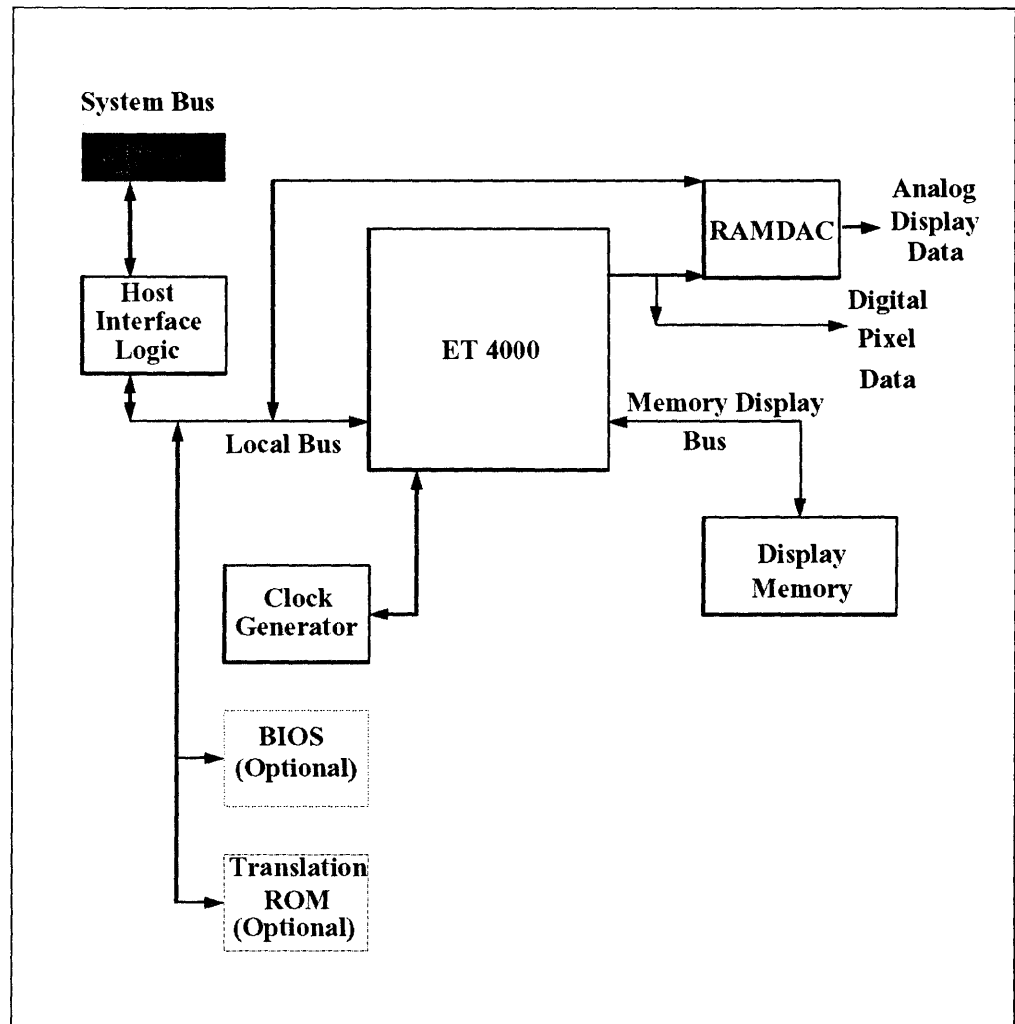 System Bus
Host
Interface
Logic
Local Bus
ET 4000
RAMDAC
Analog
Display
Data
Digital
Pixel
Data
Memory Display
Bus
Display
Memory
Clock
Generator
BIOS
(Optional)
Translation
ROM
(Optional)